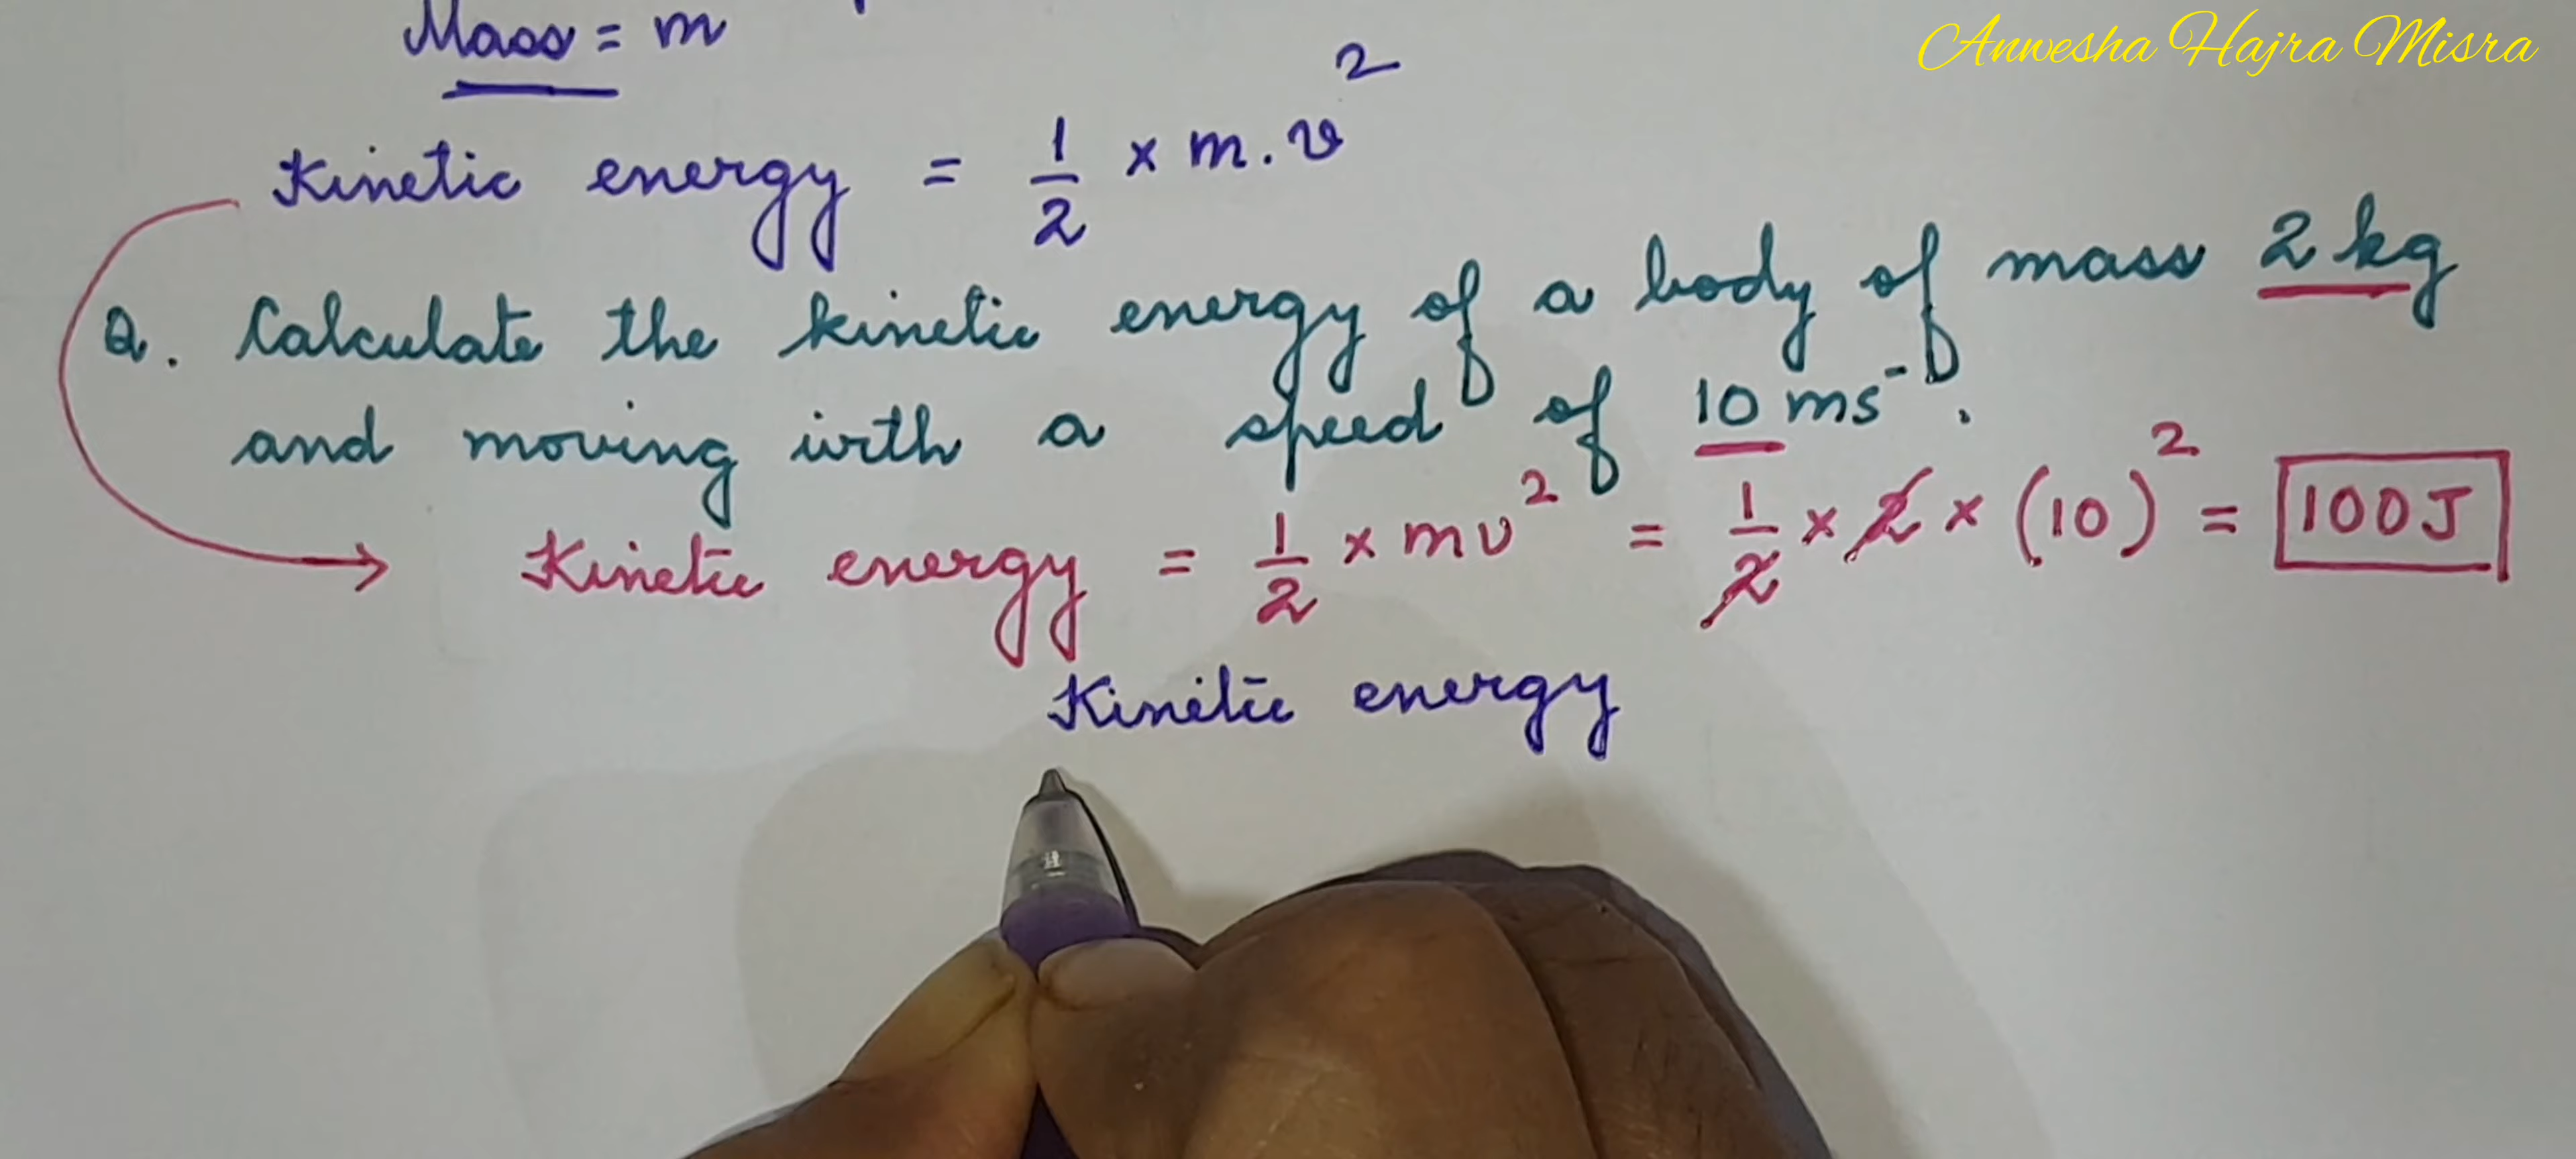 Anwesha Hajra Misra
Mass = m
Kinetic energy = 1/2 × m.v²
Q. Calculate the kinetic energy of a body of mass 2 kg
and moving with a speed of 10 ms⁻¹.
Kinetic energy = 1/2 × mv² = 1/2 × 2 × (10)² = 100J
Kinetic energy